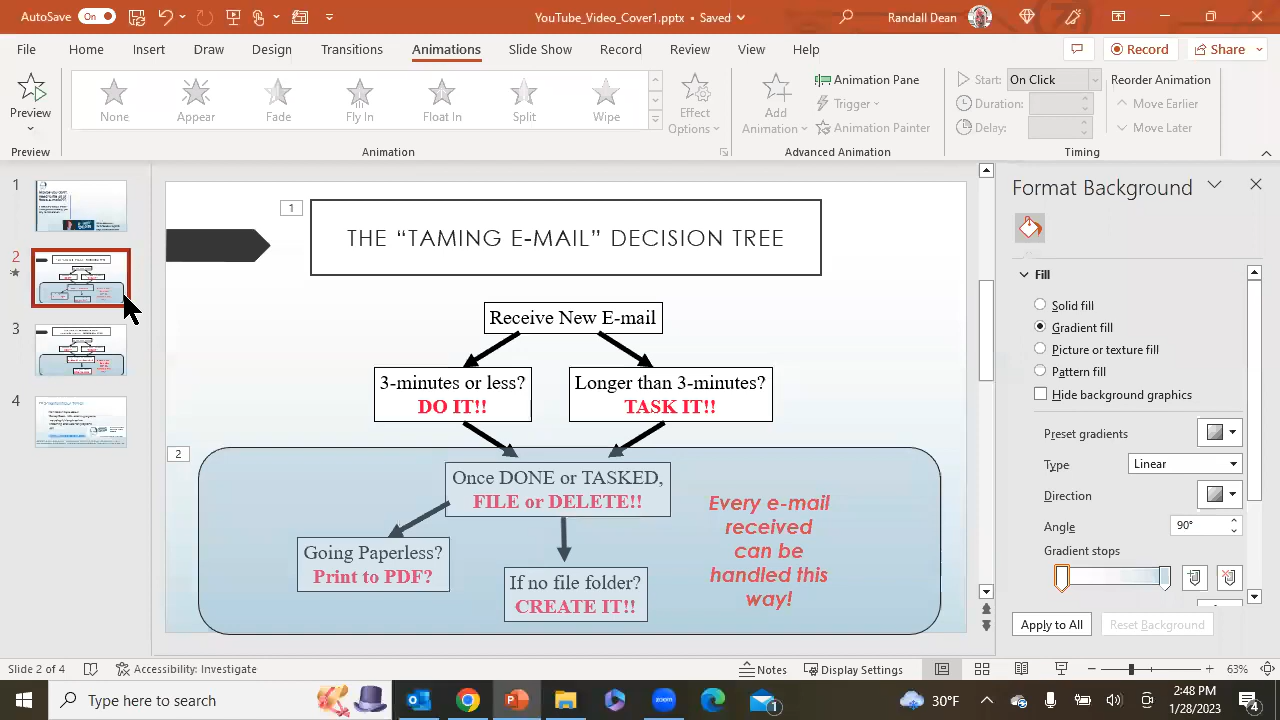 AutoSave On
YouTube_Video_Cover1.pptx • Saved
Randall Dean
File Home Insert Draw Design Transitions Animations Slide Show Record Review View Help
Record
Share
Preview
None
Appear
Fade
Fly In
Float In
Split
Wipe
Effect
Options
Add
Animation
Animation Pane
Trigger
Animation Painter
Start: On Click
Duration:
Delay:
Reorder Animation
Move Earlier
Move Later
Preview
Animation
Advanced Animation
Timing
1
2
3
4
1
THE “TAMING E-MAIL” DECISION TREE
Receive New E-mail
3-minutes or less?
DO IT!!
Longer than 3-minutes?
TASK IT!!
2
Once DONE or TASKED,
FILE or DELETE!!
Going Paperless?
Print to PDF?
If no file folder?
CREATE IT!!
Every e-mail
received
can be
handled this
way!
Format Background
Fill
Solid fill
Gradient fill
Picture or texture fill
Pattern fill
Hide background graphics
Preset gradients
Type Linear
Direction
Angle 90°
Gradient stops
Apply to All
Reset Background
Slide 2 of 4
Accessibility: Investigate
Notes
Display Settings
63%
Type here to search
zoom
1
30°F
2:48 PM
1/28/2023
4